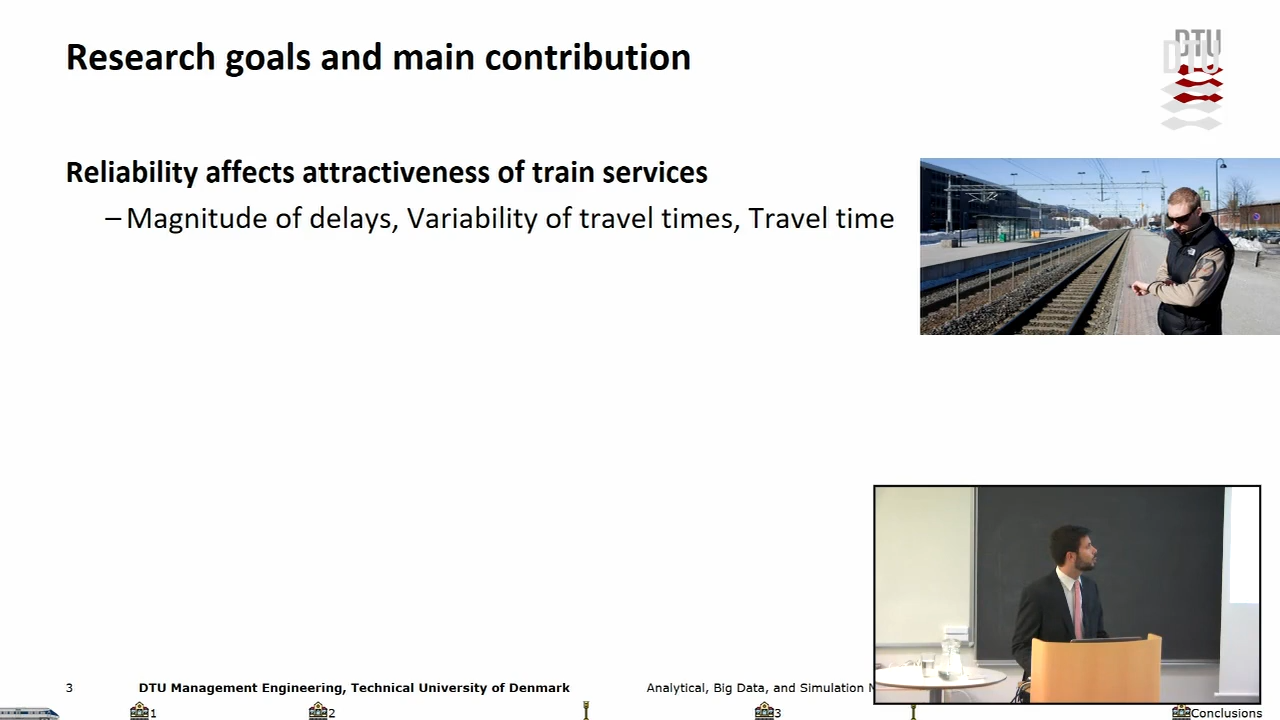 Research goals and main contribution
DTU
Reliability affects attractiveness of train services
– Magnitude of delays, Variability of travel times, Travel time
3 DTU Management Engineering, Technical University of Denmark Analytical, Big Data, and Simulation
1 2 3 Conclusions